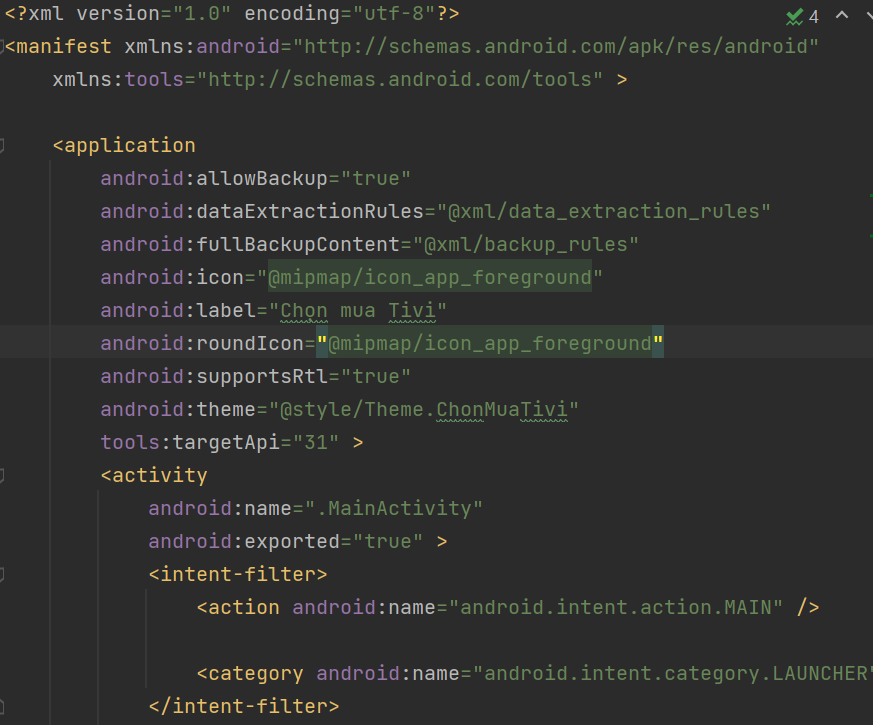 <?xml version="1.0" encoding="utf-8"?>
4
<manifest xmlns:android="http://schemas.android.com/apk/res/android"
xmlns:tools="http://schemas.android.com/tools" >
<application
android:allowBackup="true"
android:dataExtractionRules="@xml/data_extraction_rules"
android:fullBackupContent="@xml/backup_rules"
android:icon="@mipmap/icon_app_foreground"
android:label="Chọn mua Tivi"
android:roundIcon="@mipmap/icon_app_foreground"
android:supportsRtl="true"
android:theme="@style/Theme.ChonMuaTivi"
tools:targetApi="31" >
<activity
android:name=".MainActivity"
android:exported="true" >
<intent-filter>
<action android:name="android.intent.action.MAIN" />
<category android:name="android.intent.category.LAUNCHER"
</intent-filter>